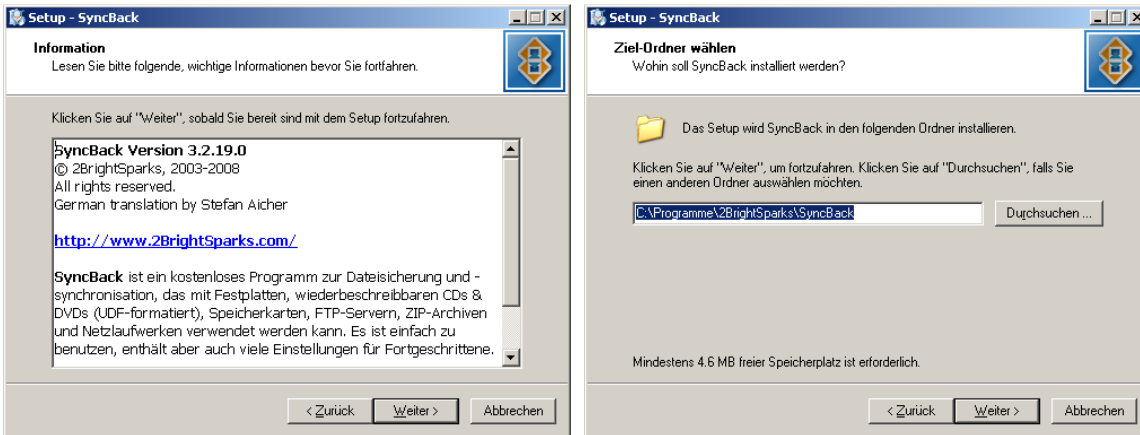 Setup - SyncBack
Information
Lesen Sie bitte folgende, wichtige Informationen bevor Sie fortfahren.
Klicken Sie auf "Weiter", sobald Sie bereit sind mit dem Setup fortzufahren.
SyncBack Version 3.2.19.0
© 2BrightSparks, 2003-2008
All rights reserved.
German translation by Stefan Aicher
http://www.2BrightSparks.com/
SyncBack ist ein kostenloses Programm zur Dateisicherung und -
synchronisation, das mit Festplatten, wiederbeschreibbaren CDs &
DVDs (UDF-formatiert), Speicherkarten, FTP-Servern, ZIP-Archiven
und Netzlaufwerken verwendet werden kann. Es ist einfach zu
benutzen, enthält aber auch viele Einstellungen für Fortgeschrittene.
< Zurück
Weiter >
Abbrechen
Setup - SyncBack
Ziel-Ordner wählen
Wohin soll SyncBack installiert werden?
Das Setup wird SyncBack in den folgenden Ordner installieren.
Klicken Sie auf "Weiter", um fortzufahren. Klicken Sie auf "Durchsuchen", falls Sie
einen anderen Ordner auswählen möchten.
C:\Programme\2BrightSparks\SyncBack
Durchsuchen ...
Mindestens 4.6 MB freier Speicherplatz ist erforderlich.
< Zurück
Weiter >
Abbrechen